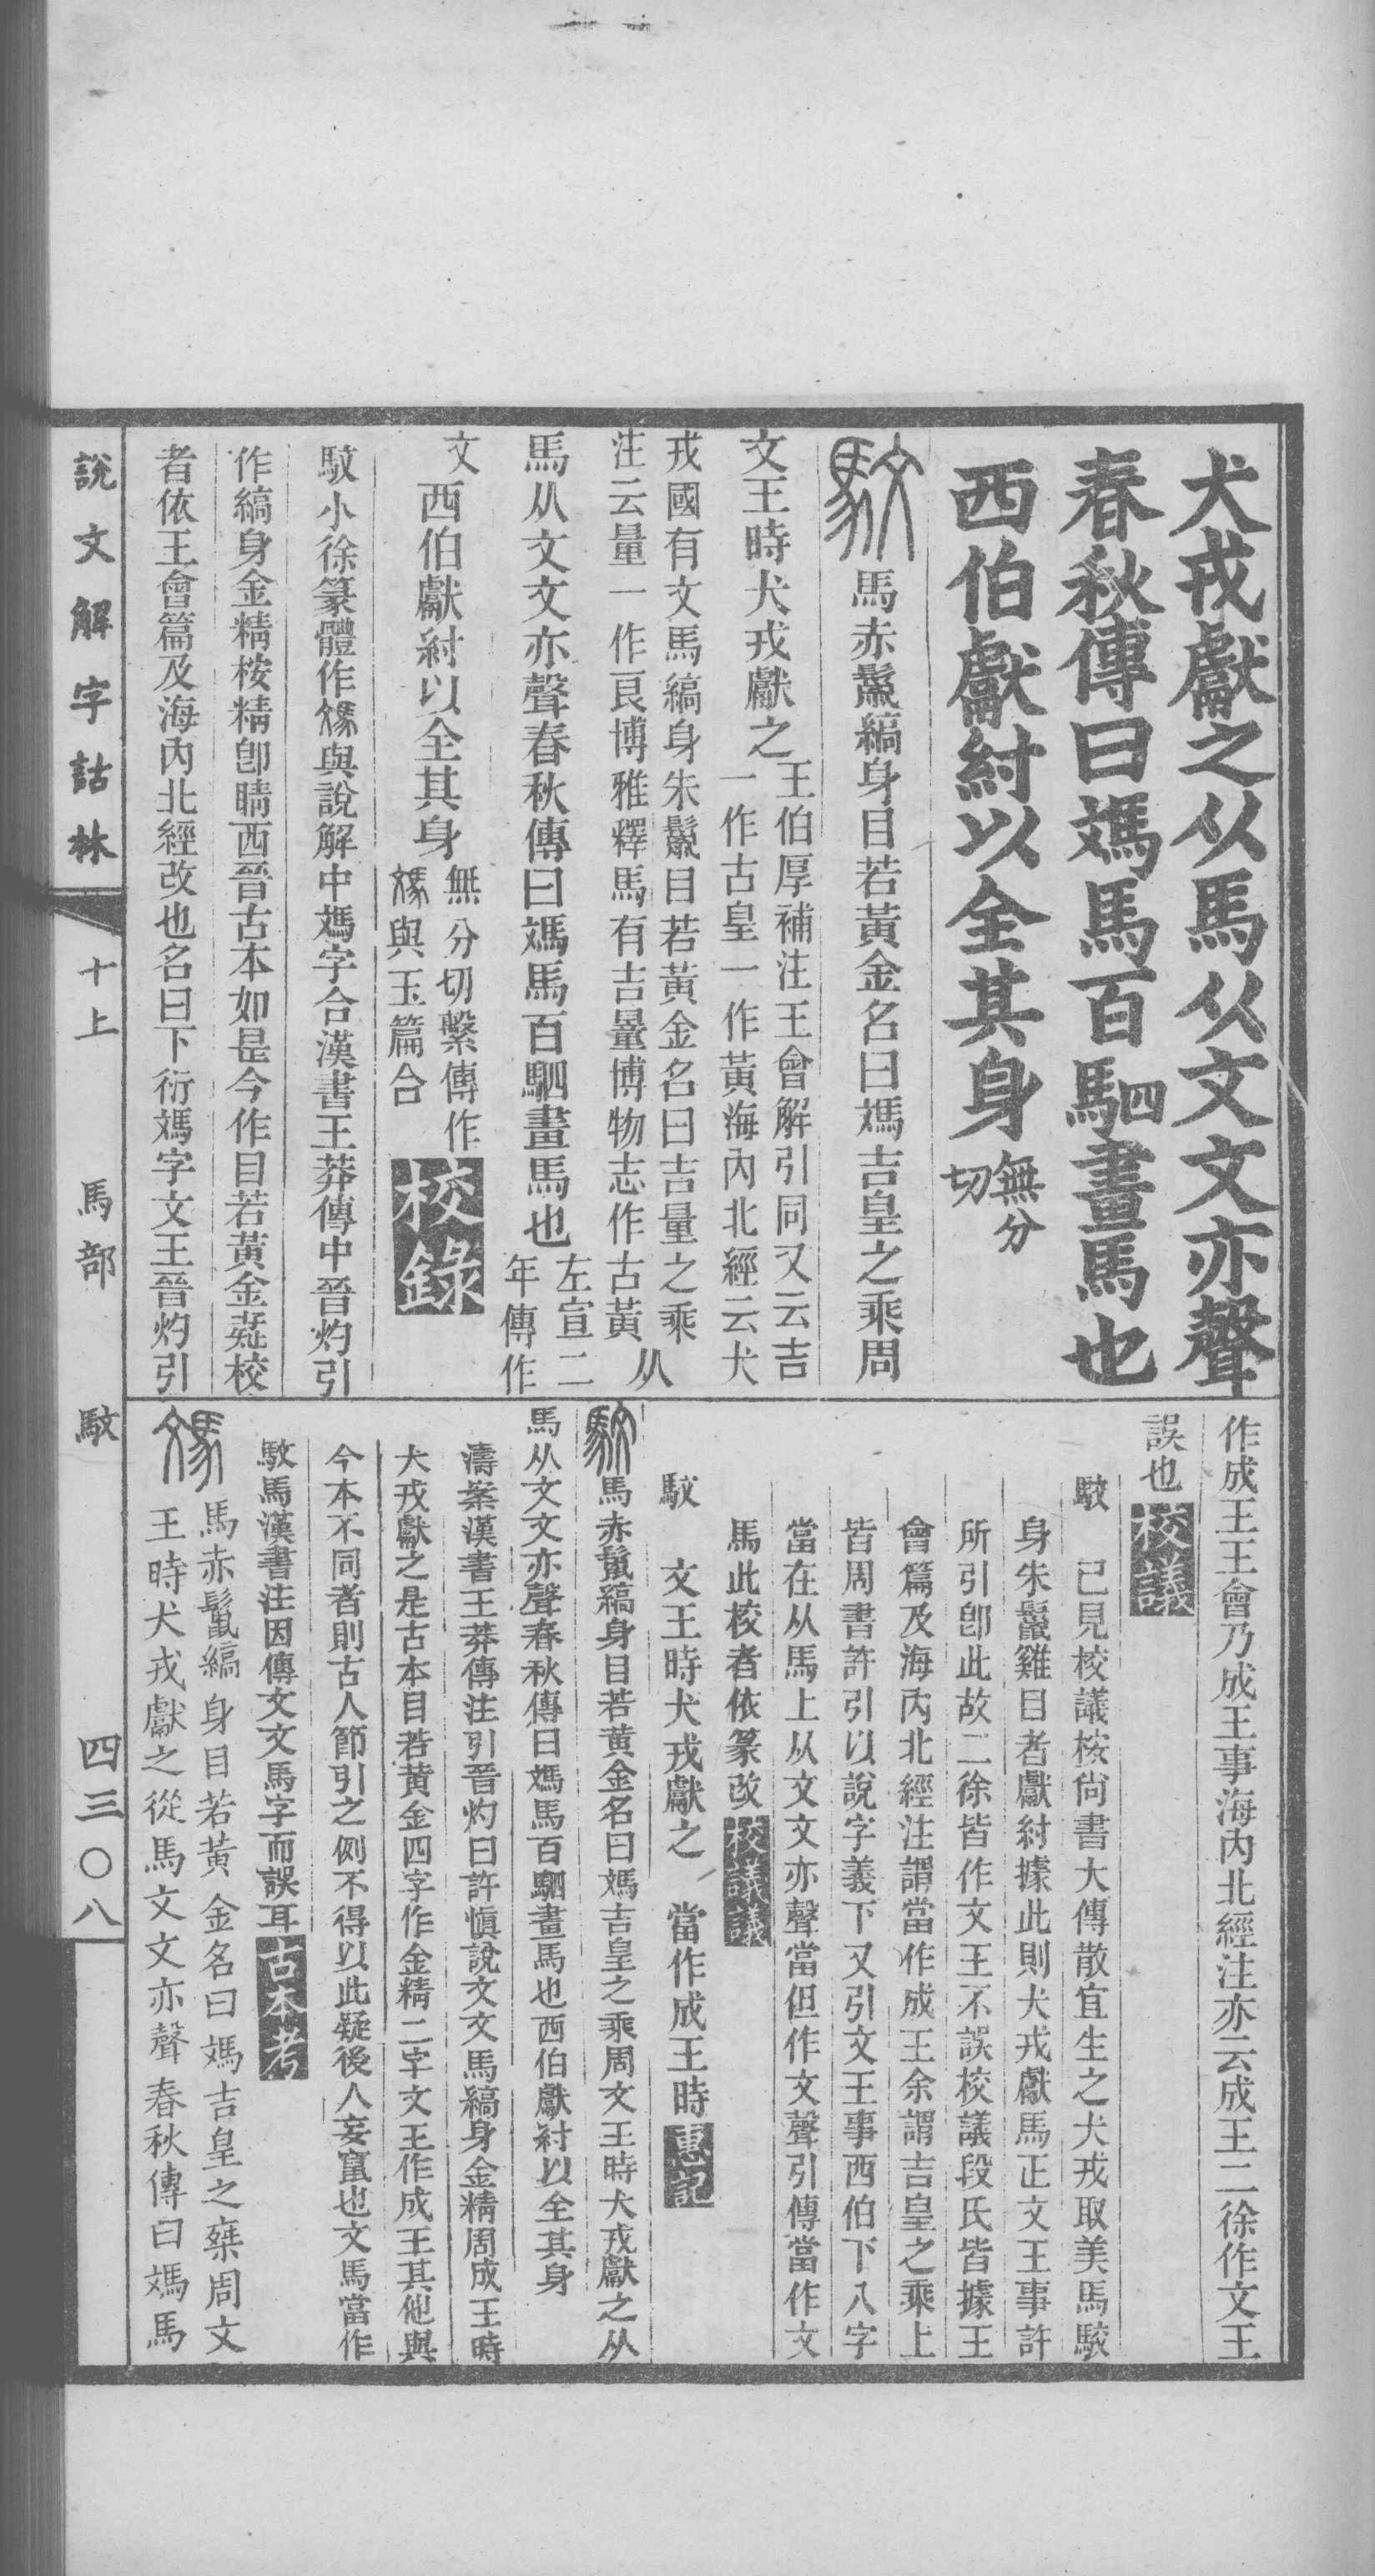 犬戎獻之从馬从文文亦聲
春秋傳曰媽馬百駟畫馬也
西伯獻紂以全其身無分
切
馬赤鬣縞身目若黃金名曰媽吉皇之乘周
文王時犬戎獻之王伯厚補注王會解引同又云吉
一作古皇一作黃海內北經云犬
戎國有文馬縞身朱鬣目若黃金名曰吉量之乘
注云量一作良博雅釋馬有吉量博物志作古黃从
馬从文文亦聲春秋傳曰媽馬百駟畫馬也左宣二
年傳作
文西伯獻紂以全其身無分切繫傳作
與玉篇合校錄
駇小徐篆體作與說解中媽字合漢書王莽傳中晉灼引
作縞身金精桉精卽睛西晉古本如是今作目若黃金疑校
者依王會篇及海內北經改也名曰下衍媽字文王晉灼引
作成王王會乃成王事海內北經注亦云成王二徐作文王
誤也校議
駇 已見校議桉尙書大傳散宜生之犬戎取美馬駮
身朱鬣雞目者獻紂據此則犬戎獻馬正文王事許
所引卽此故二徐皆作文王不誤校議段氏皆據王
會篇及海內北經注謂當作成王余謂吉皇之乘上
皆周書許引以說字義下又引文王事西伯下八字
當在从馬上从文文亦聲當但作文聲引傳當作文
馬此校者依篆改校議議
駇 文王時犬戎獻之 當作成王時惠記
馬赤鬣縞身目若黃金名曰媽吉皇之乘周文王時犬戎獻之从
馬从文文亦聲春秋傳曰媽馬百駟畫馬也西伯獻紂以全其身
濤案漢書王莽傳注引晉灼曰許愼說文文馬縞身金精周成王時
犬戎獻之是古本目若黃金四字作金精二字文王作成王其他與
今本不同者則古人節引之例不得以此疑後人妄竄也文馬當作
駇馬漢書注因傳文文馬字而誤耳古本考
馬赤鬣縞身目若黃金名曰媽吉皇之椉周文
王時犬戎獻之從馬文文亦聲春秋傳曰媽馬
說文解字詁林 十上 馬部 駇 四三〇八